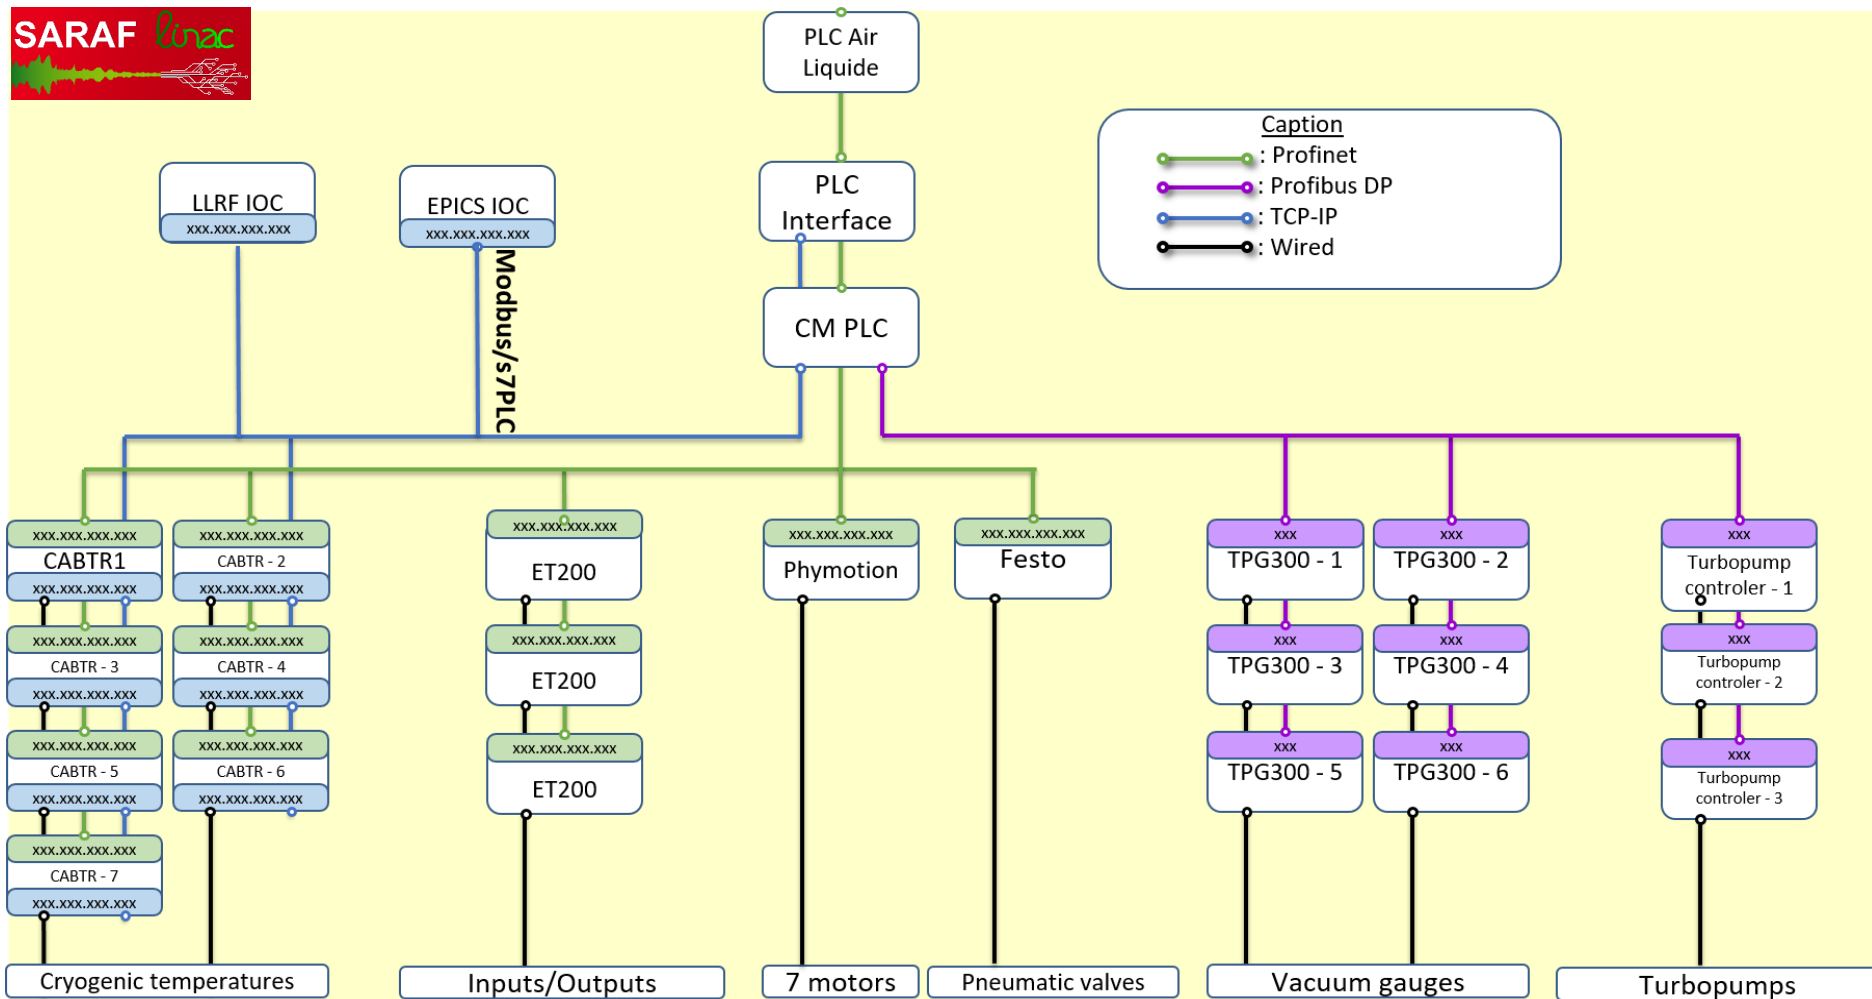 SARAF linac
PLC Air
Liquide
Caption
: Profinet
: Profibus DP
: TCP-IP
: Wired
LLRF IOC
xxx.xxx.xxx.xxx
EPICS IOC
xxx.xxx.xxx.xxx
PLC
Interface
Modbus/s7PLC
CM PLC
xxx.xxx.xxx.xxx
CABTR1
xxx.xxx.xxx.xxx
xxx.xxx.xxx.xxx
CABTR - 2
xxx.xxx.xxx.xxx
xxx.xxx.xxx.xxx
CABTR - 3
xxx.xxx.xxx.xxx
xxx.xxx.xxx.xxx
CABTR - 4
xxx.xxx.xxx.xxx
xxx.xxx.xxx.xxx
CABTR - 5
xxx.xxx.xxx.xxx
xxx.xxx.xxx.xxx
CABTR - 6
xxx.xxx.xxx.xxx
xxx.xxx.xxx.xxx
CABTR - 7
xxx.xxx.xxx.xxx
xxx.xxx.xxx.xxx
ET200
xxx.xxx.xxx.xxx
ET200
xxx.xxx.xxx.xxx
ET200
xxx.xxx.xxx.xxx
Phymotion
xxx.xxx.xxx.xxx
Festo
xxx
TPG300 - 1
xxx
TPG300 - 2
xxx
TPG300 - 3
xxx
TPG300 - 4
xxx
TPG300 - 5
xxx
TPG300 - 6
xxx
Turbopump
controler - 1
xxx
Turbopump
controler - 2
xxx
Turbopump
controler - 3
Cryogenic temperatures
Inputs/Outputs
7 motors
Pneumatic valves
Vacuum gauges
Turbopumps